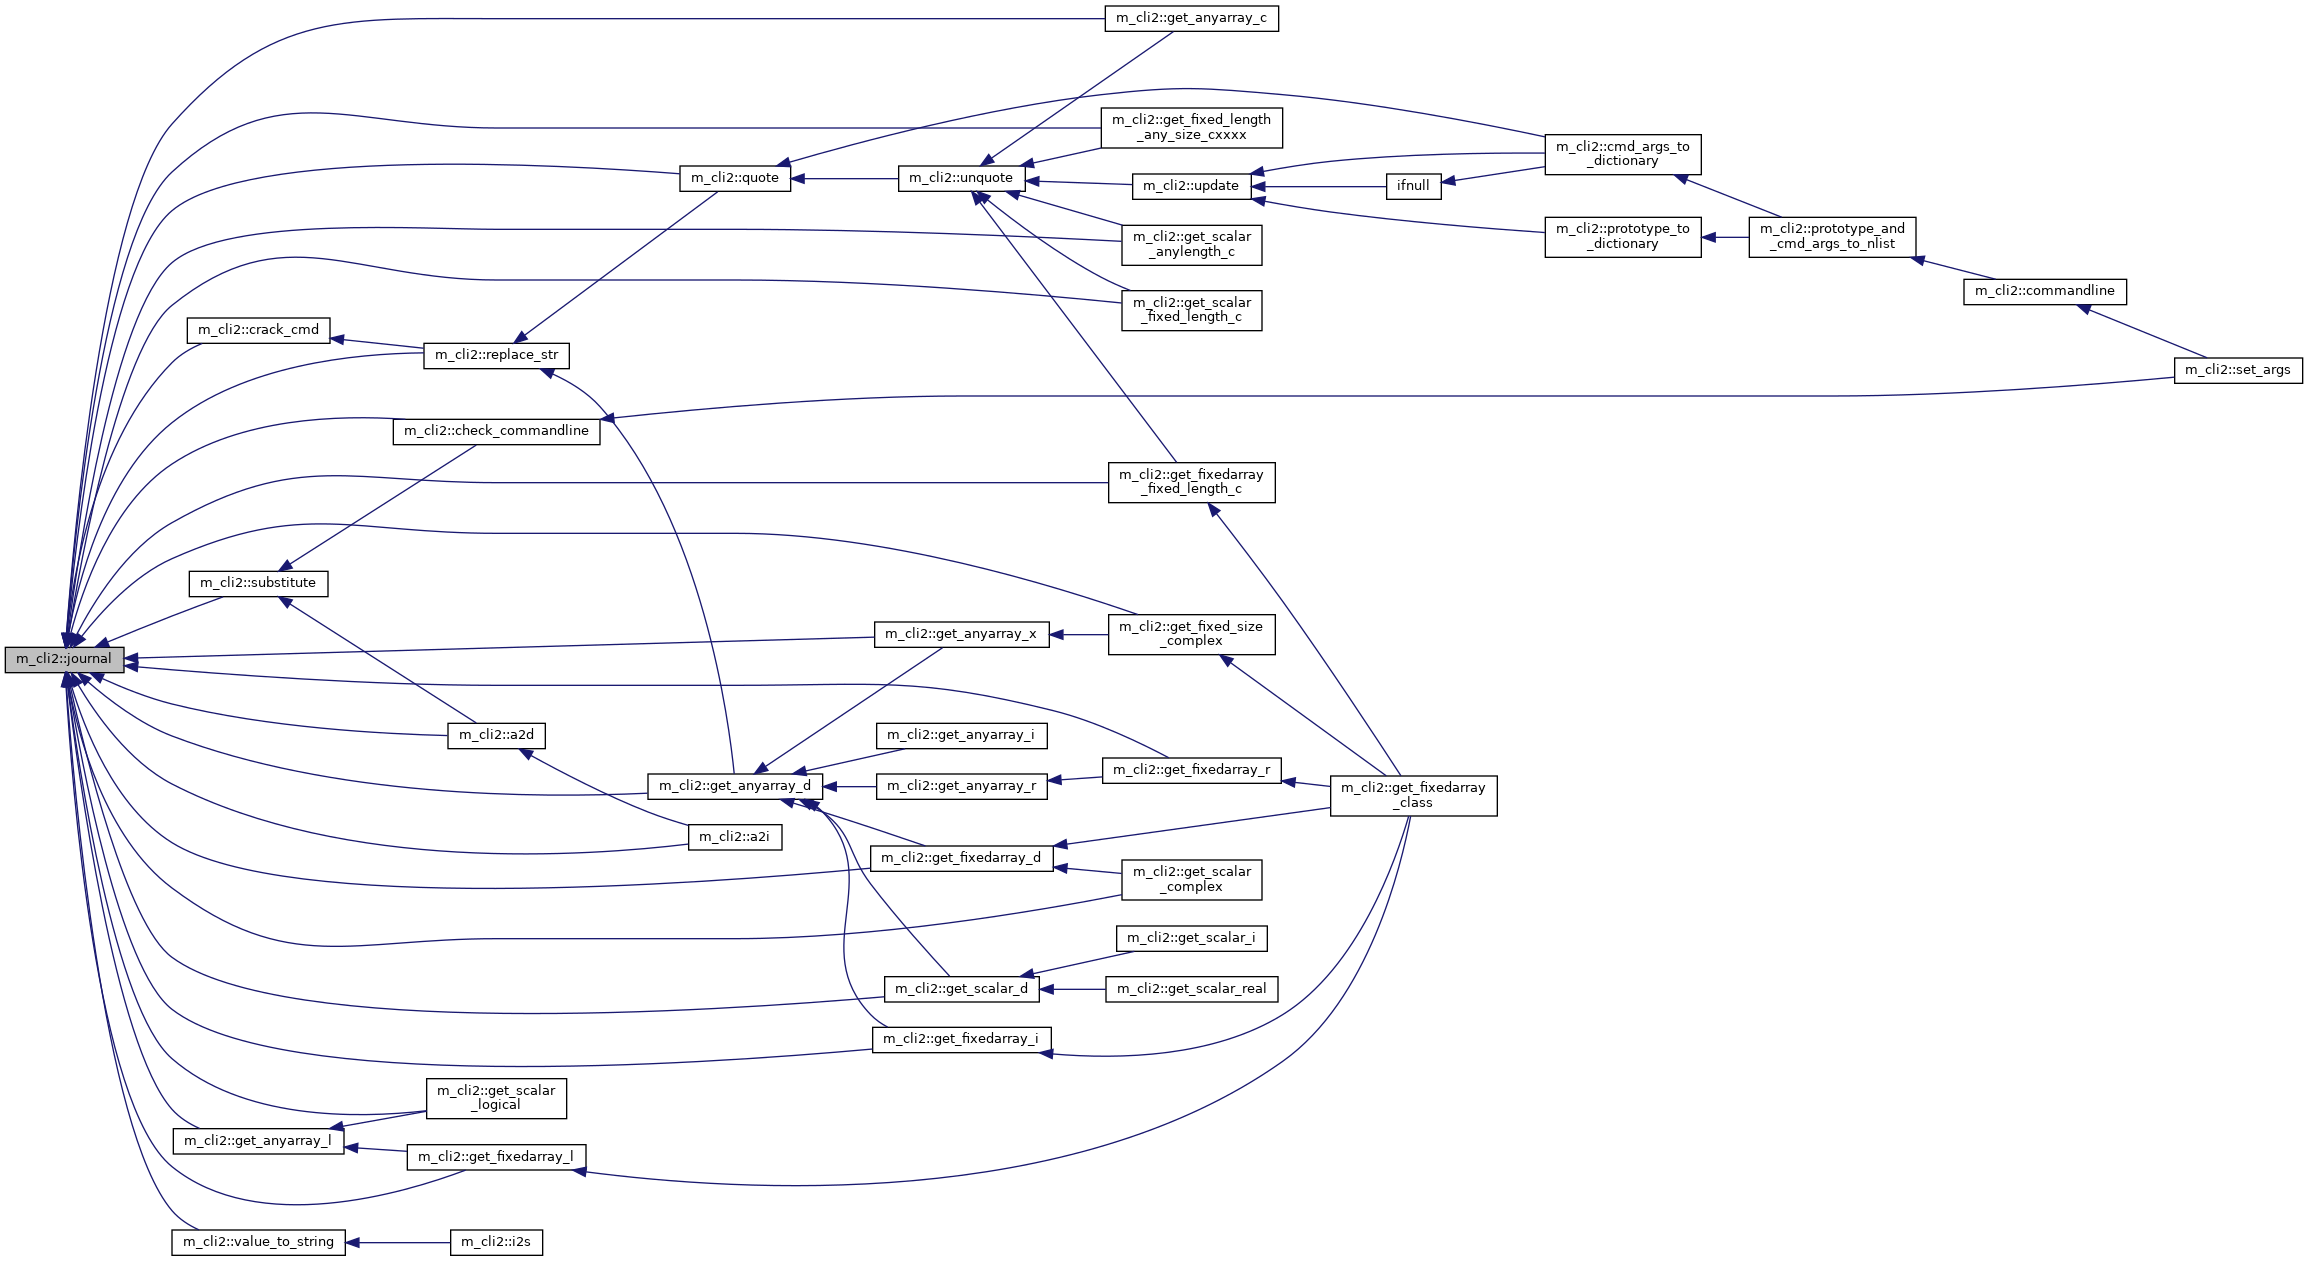 m_cli2::get_anyarray_c
m_cli2::get_fixed_length
_any_size_cxxxx
m_cli2::cmd_args_to
_dictionary
m_cli2::quote
m_cli2::unquote
m_cli2::update
ifnull
m_cli2::prototype_to
_dictionary
m_cli2::prototype_and
_cmd_args_to_nlist
m_cli2::get_scalar
_anylength_c
m_cli2::commandline
m_cli2::get_scalar
_fixed_length_c
m_cli2::crack_cmd
m_cli2::replace_str
m_cli2::set_args
m_cli2::check_commandline
m_cli2::get_fixedarray
_fixed_length_c
m_cli2::substitute
m_cli2::get_anyarray_x
m_cli2::get_fixed_size
_complex
m_cli2::journal
m_cli2::a2d
m_cli2::get_anyarray_i
m_cli2::get_fixedarray_r
m_cli2::get_anyarray_d
m_cli2::get_anyarray_r
m_cli2::get_fixedarray
_class
m_cli2::a2i
m_cli2::get_fixedarray_d
m_cli2::get_scalar
_complex
m_cli2::get_scalar_i
m_cli2::get_scalar_d
m_cli2::get_scalar_real
m_cli2::get_fixedarray_i
m_cli2::get_scalar
_logical
m_cli2::get_anyarray_l
m_cli2::get_fixedarray_l
m_cli2::value_to_string
m_cli2::i2s